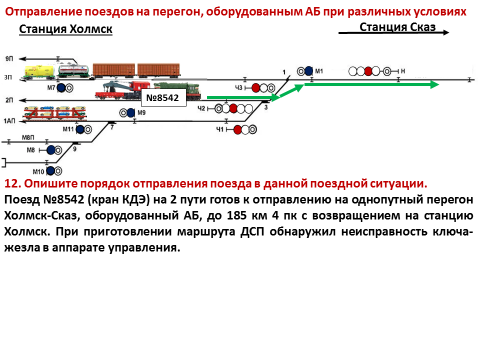 Отправление поездов на перегон, оборудованным АБ при различных условиях
Станция Холмск
Станция Сказ
9П
3П
М7
Ч3
1
М1
Н
№8542
2П
М9
Ч2
3
1АП
М11
7
Ч1
МВП
М8
9
М10
12. Опишите порядок отправления поезда в данной поездной ситуации.
Поезд №8542 (кран КДЭ) на 2 пути готов к отправлению на однопутный перегон
Холмск-Сказ, оборудованный АБ, до 185 км 4 пк с возвращением на станцию
Холмск. При приготовлении маршрута ДСП обнаружил неисправность ключа-
жезла в аппарате управления.